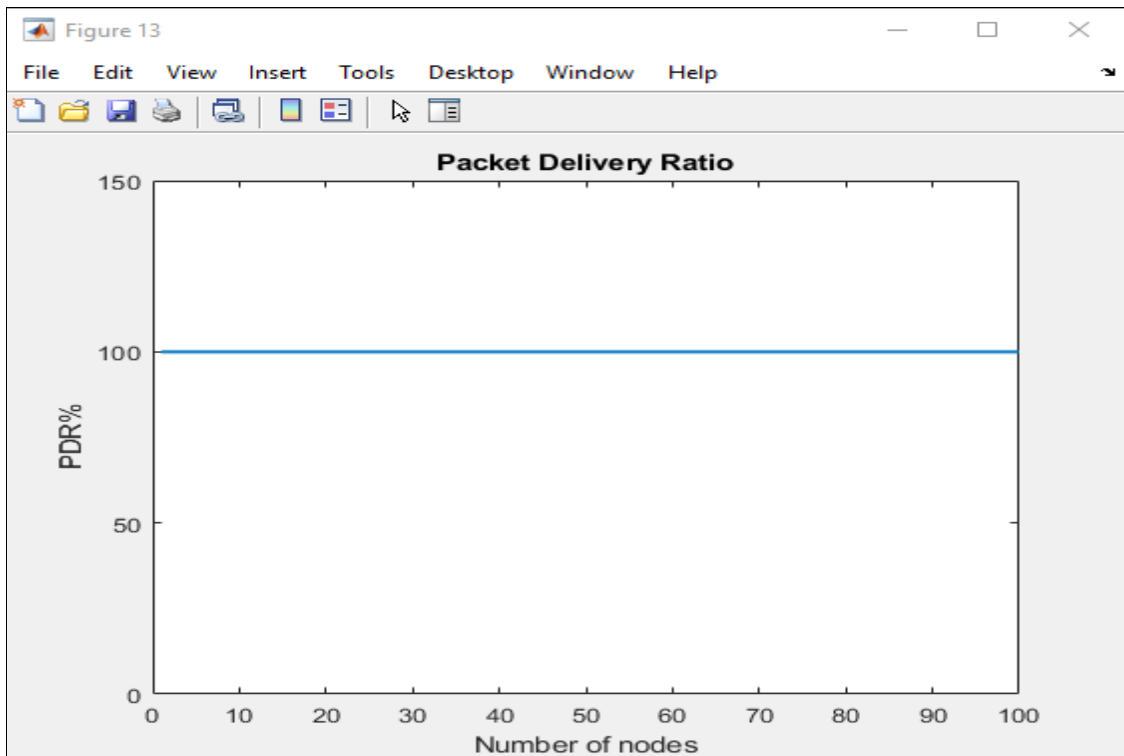 Figure 13
File Edit View Insert Tools Desktop Window Help
Packet Delivery Ratio
150
100
50
0
PDR%
0 10 20 30 40 50 60 70 80 90 100
Number of nodes